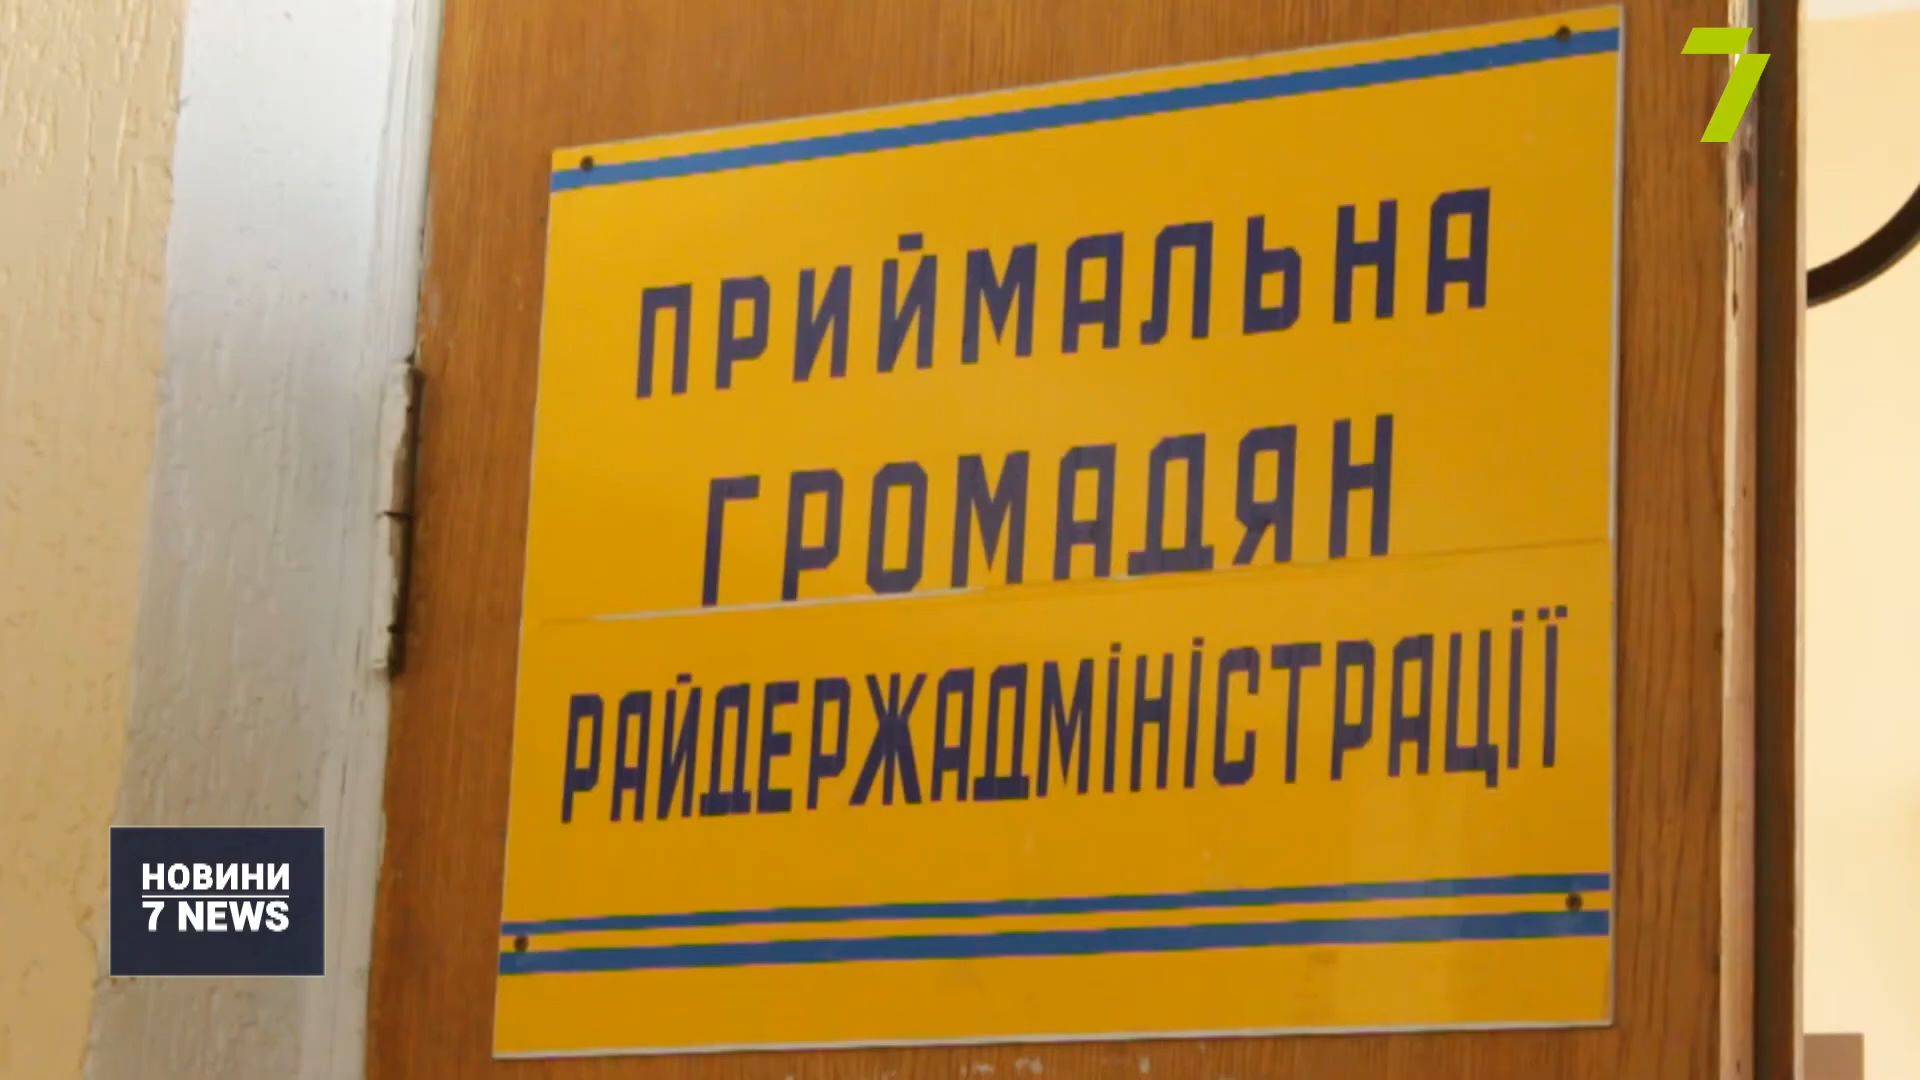 7
ПРИЙМАЛЬНА
ГРОМАДЯН
РАЙДЕРЖАДМІНІСТРАЦІЇ
НОВИНИ
7 NEWS